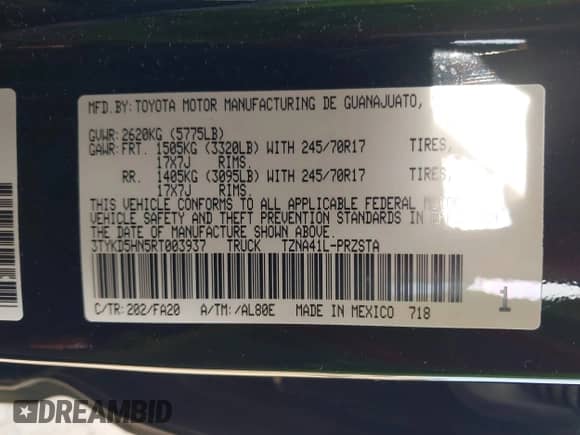 MFD.BY:TOYOTA MOTOR MANUFACTURING DE GUANAJUATO,
GVWR:2620KG (5775LB)
GAWR:FRT. 1505KG (3320LB) WITH 245/70R17 TIRES,
17X7J RIMS.
RR. 1405KG (3095LB) WITH 245/70R17 TIRES,
17X7J RIMS.
THIS VEHICLE CONFORMS TO ALL APPLICABLE FEDERAL
VEHICLE SAFETY AND THEFT PREVENTION STANDARDS IN
THE DATE OF MANUFACTURE SHOWN ABOVE.
3TYKD5HN5RT003937 TRUCK TZNA41L-PRZSTA
C/TR:202/FA20 A/TM:/AL80E MADE IN MEXICO 718 1
DREAMBID